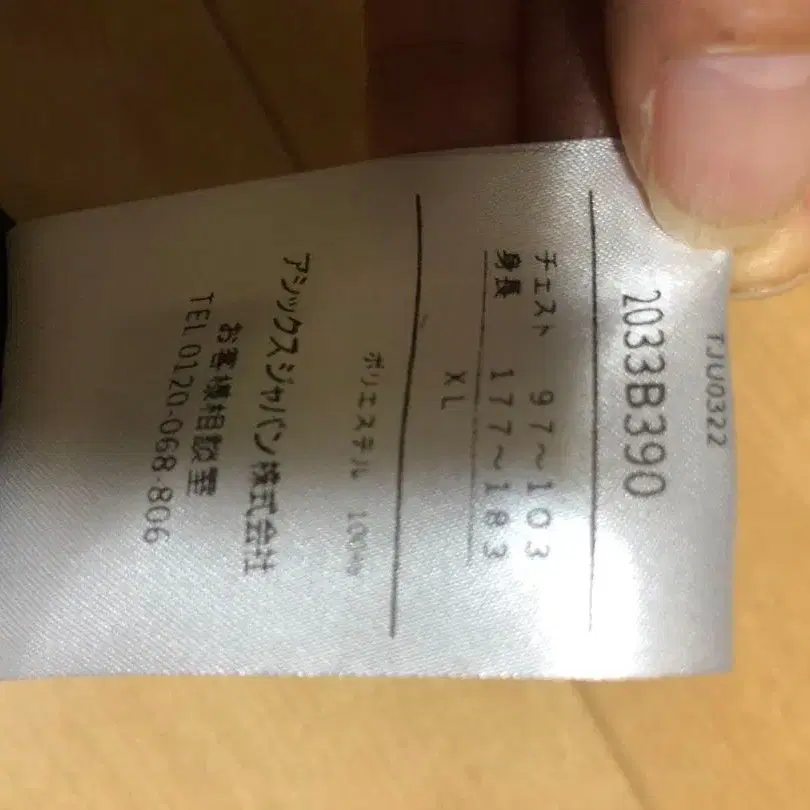 TJU0322
2033B390
チェスト 97～103
身長 177～183
XL
ポリエステル 100%
アシックスジャパン株式会社
お客様相談室
TEL 0120-068-806